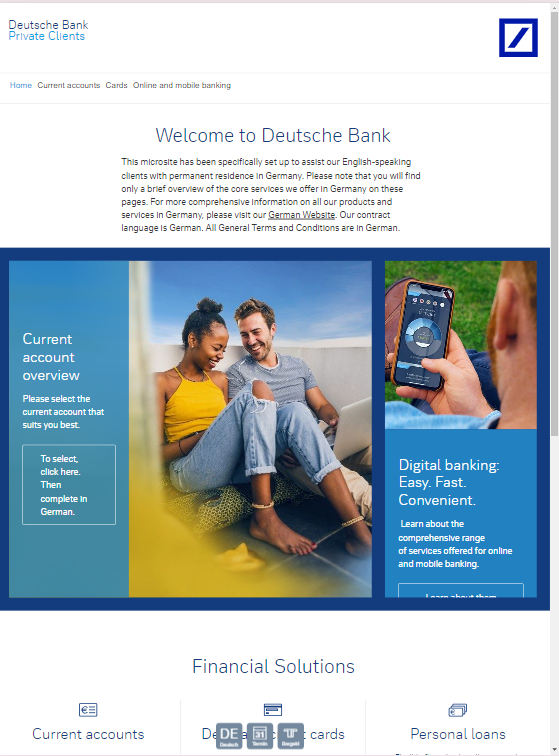 Deutsche Bank
Private Clients
Home Current accounts Cards Online and mobile banking
Welcome to Deutsche Bank
This microsite has been specifically set up to assist our English-speaking
clients with permanent residence in Germany. Please note that you will find
only a brief overview of the core services we offer in Germany on these
pages. For more comprehensive information on all our products and
services in Germany, please visit our German Website. Our contract
language is German. All General Terms and Conditions are in German.
Current
account
overview
Please select the
current account that
suits you best.
To select,
click here.
Then
complete in
German.
Digital banking:
Easy. Fast.
Convenient.
Learn about the
comprehensive range
of services offered for online
and mobile banking.
Learn about them
Financial Solutions
Current accounts
cards
Personal loans
DE
Deutsch
31
Termin